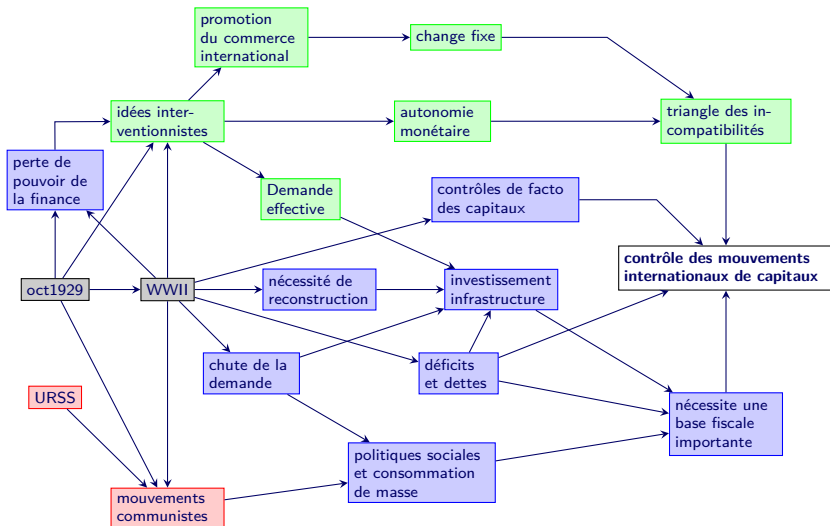 promotion
du commerce
international
change fixe
idées inter-
ventionnistes
autonomie
monétaire
triangle des in-
compatibilités
perte de
pouvoir de
la finance
Demande
effective
contrôles de facto
des capitaux
contrôle des mouvements
internationaux de capitaux
oct1929
WWII
nécessité de
reconstruction
investissement
infrastructure
chute de la
demande
déficits
et dettes
URSS
nécessite une
base fiscale
importante
politiques sociales
et consommation
de masse
mouvements
communistes